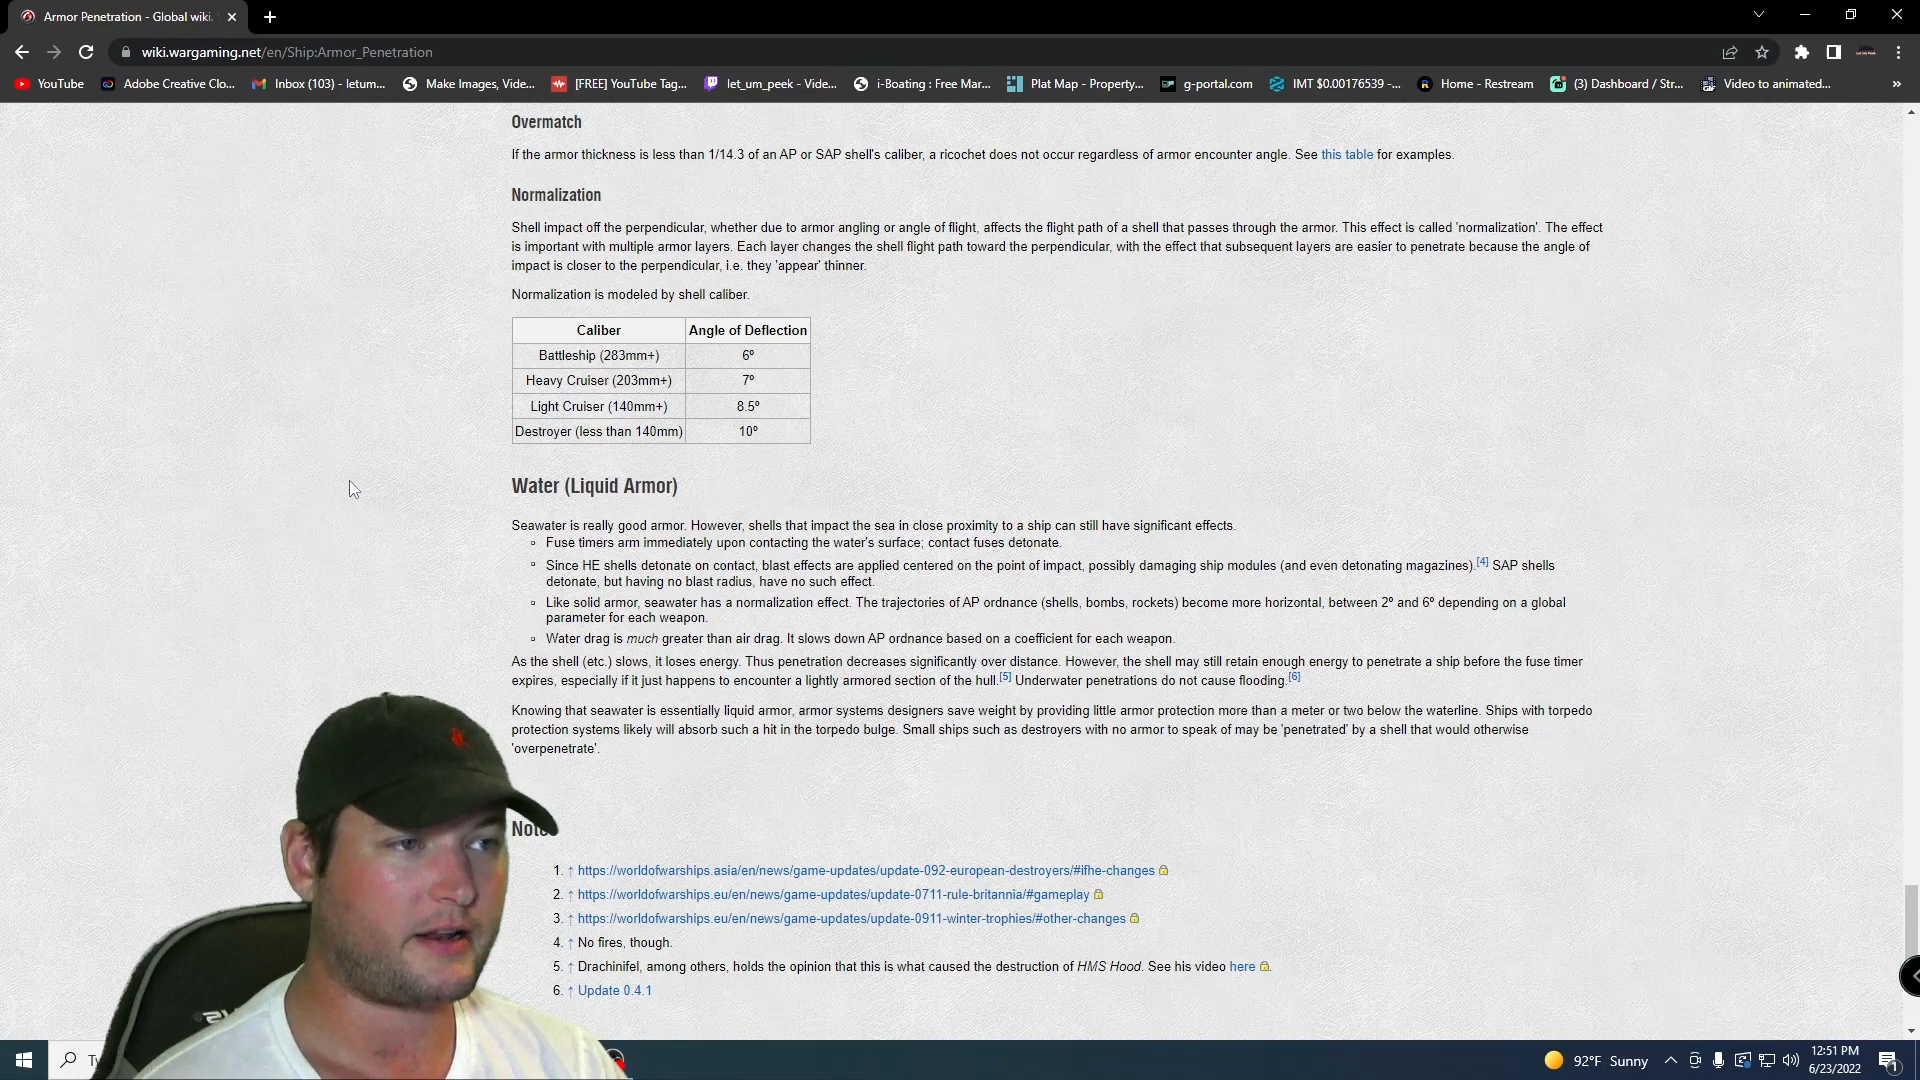 Armor Penetration - Global wiki.
wiki.wargaming.net/en/Ship:Armor_Penetration
YouTube Adobe Creative Clo... Inbox (103) - letum... Make Images, Vide... [FREE] YouTube Tag... let_um_peek - Vide... i-Boating : Free Mar... Plat Map - Property... g-portal.com IMT $0.00176539 -... Home - Restream (3) Dashboard / Str... Video to animated... »
Overmatch
If the armor thickness is less than 1/14.3 of an AP or SAP shell's caliber, a ricochet does not occur regardless of armor encounter angle. See this table for examples.
Normalization
Shell impact off the perpendicular, whether due to armor angling or angle of flight, affects the flight path of a shell that passes through the armor. This effect is called 'normalization'. The effect
is important with multiple armor layers. Each layer changes the shell flight path toward the perpendicular, with the effect that subsequent layers are easier to penetrate because the angle of
impact is closer to the perpendicular, i.e. they 'appear' thinner.
Normalization is modeled by shell caliber.
Caliber Angle of Deflection
Battleship (283mm+) 6º
Heavy Cruiser (203mm+) 7º
Light Cruiser (140mm+) 8.5º
Destroyer (less than 140mm) 10º
Water (Liquid Armor)
Seawater is really good armor. However, shells that impact the sea in close proximity to a ship can still have significant effects.
Fuse timers arm immediately upon contacting the water's surface; contact fuses detonate.
Since HE shells detonate on contact, blast effects are applied centered on the point of impact, possibly damaging ship modules (and even detonating magazines).[4] SAP shells
detonate, but having no blast radius, have no such effect.
Like solid armor, seawater has a normalization effect. The trajectories of AP ordnance (shells, bombs, rockets) become more horizontal, between 2º and 6º depending on a global
parameter for each weapon.
Water drag is much greater than air drag. It slows down AP ordnance based on a coefficient for each weapon.
As the shell (etc.) slows, it loses energy. Thus penetration decreases significantly over distance. However, the shell may still retain enough energy to penetrate a ship before the fuse timer
expires, especially if it just happens to encounter a lightly armored section of the hull.[5] Underwater penetrations do not cause flooding.[6]
Knowing that seawater is essentially liquid armor, armor systems designers save weight by providing little armor protection more than a meter or two below the waterline. Ships with torpedo
protection systems likely will absorb such a hit in the torpedo bulge. Small ships such as destroyers with no armor to speak of may be 'penetrated' by a shell that would otherwise
'overpenetrate'.
Note
1. ↑ https://worldofwarships.asia/en/news/game-updates/update-092-european-destroyers/#ifhe-changes
2. ↑ https://worldofwarships.eu/en/news/game-updates/update-0711-rule-britannia/#gameplay
3. ↑ https://worldofwarships.eu/en/news/game-updates/update-0911-winter-trophies/#other-changes
4. ↑ No fires, though.
5. ↑ Drachinifel, among others, holds the opinion that this is what caused the destruction of HMS Hood. See his video here.
6. ↑ Update 0.4.1
92°F Sunny
12:51 PM
6/23/2022
1